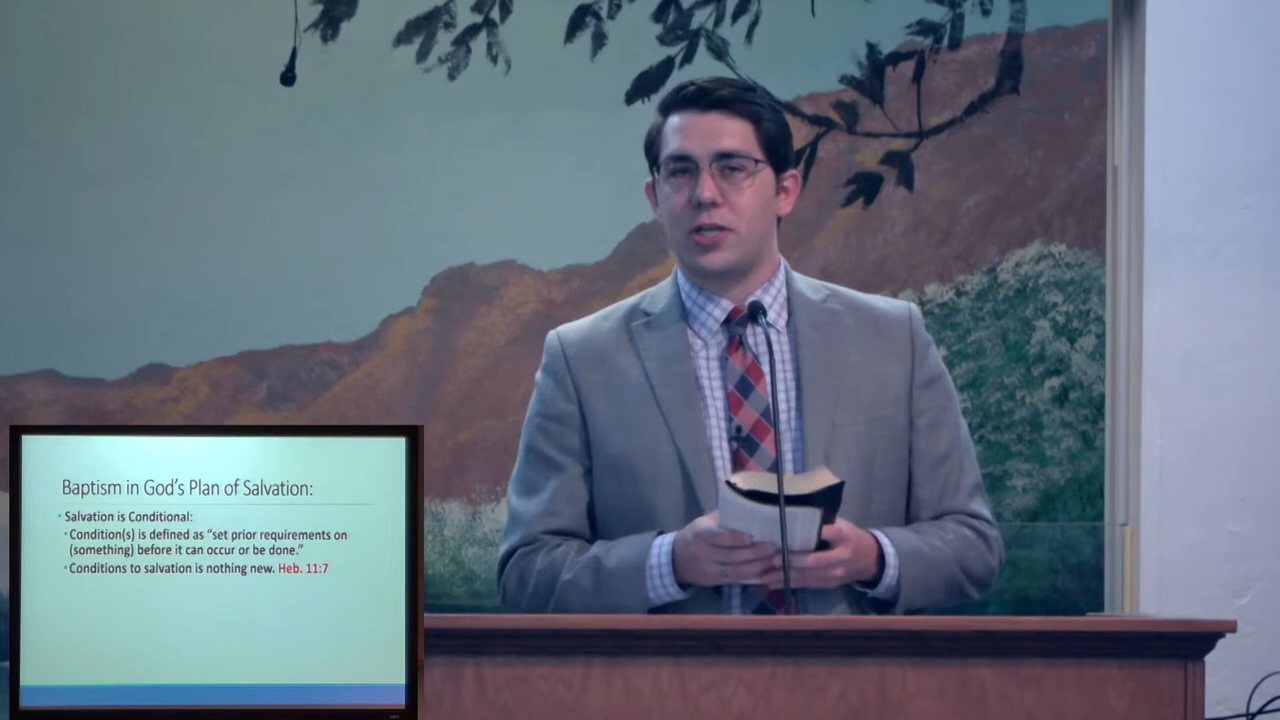 Baptism in God's Plan of Salvation:
Salvation is Conditional:
Condition(s) is defined as "set prior requirements on
(something) before it can occur or be done."
Conditions to salvation is nothing new. Heb. 11:7